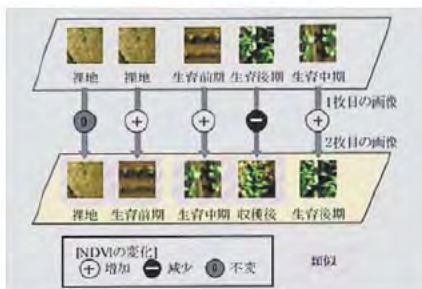 裸地 裸地 生育前期 生育後期 生育中期
1枚目の画像
0 + + − +
2枚目の画像
裸地 生育前期 生育中期 収穫後 生育後期
[NDVIの変化]
+ 増加 − 減少 0 不変
類似